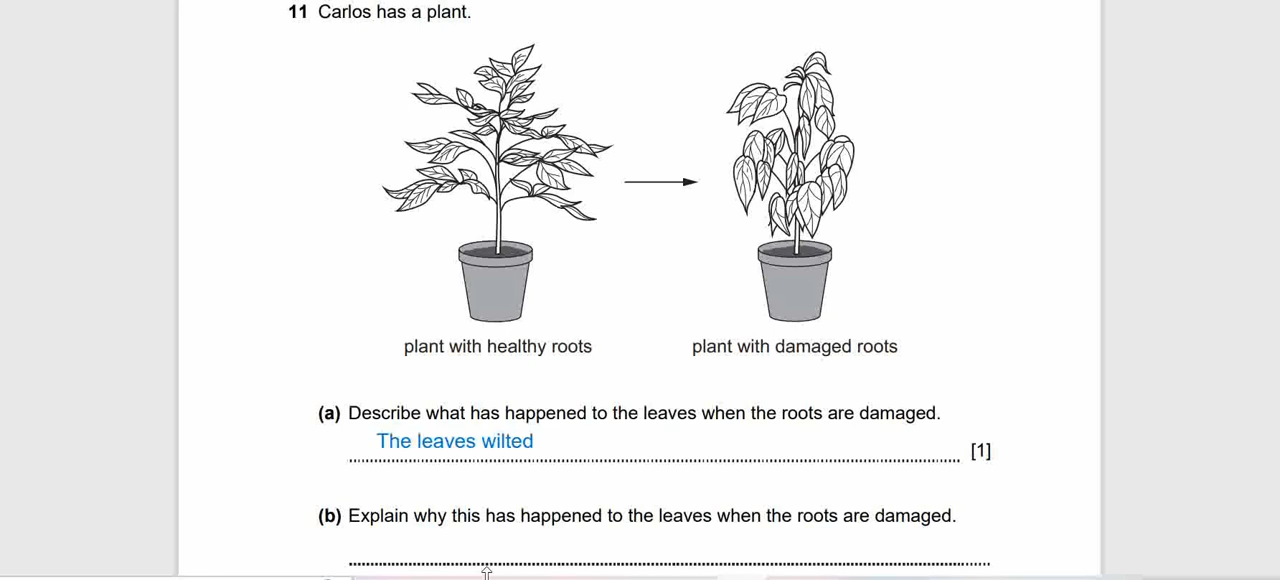 11 Carlos has a plant.
plant with healthy roots
plant with damaged roots
(a) Describe what has happened to the leaves when the roots are damaged.
The leaves wilted
[1]
(b) Explain why this has happened to the leaves when the roots are damaged.